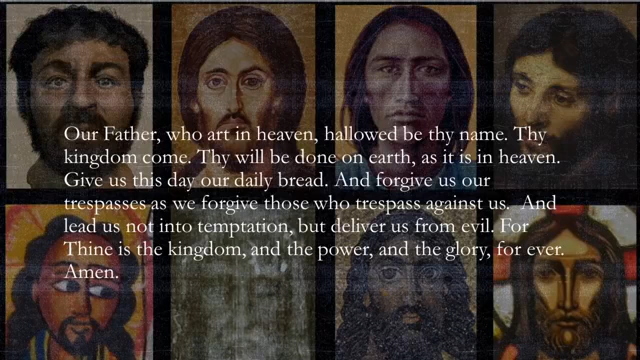 Our Father, who art in heaven, hallowed be thy name. Thy
kingdom come. Thy will be done on earth, as it is in heaven.
Give us this day our daily bread. And forgive us our
trespasses as we forgive those who trespass against us.  And
lead us not into temptation, but deliver us from evil. For
Thine is the kingdom, and the power, and the glory, for ever.
Amen.